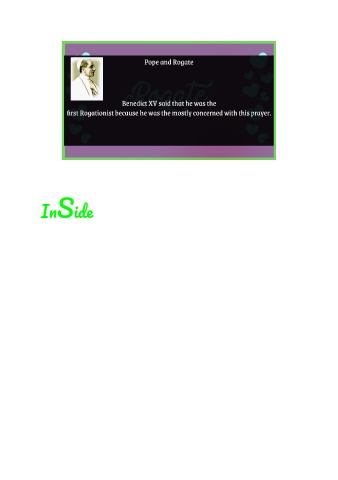 Pope and Rogate
Rogate
Benedict XV said that he was the
first Rogationist because he was the mostly concerned with this prayer.
InSide